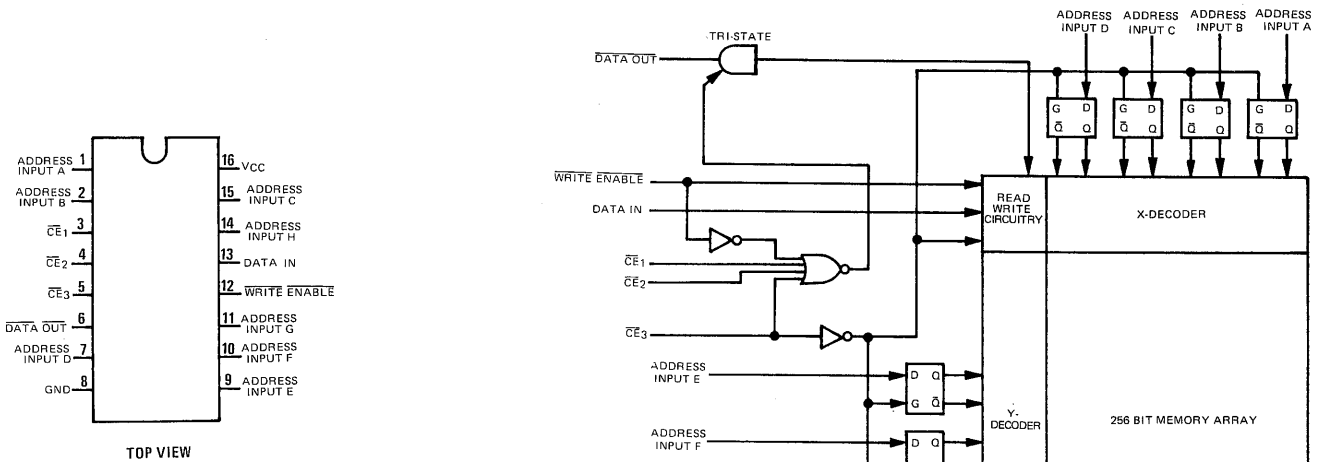 ADDRESS 1
INPUT A
ADDRESS 2
INPUT B
CE1 3
CE2 4
CE3 5
DATA OUT 6
ADDRESS 7
INPUT D
GND 8
16 VCC
15 ADDRESS
INPUT C
14 ADDRESS
INPUT H
13 DATA IN
12 WRITE ENABLE
11 ADDRESS
INPUT G
10 ADDRESS
INPUT F
9 ADDRESS
INPUT E
TOP VIEW
ADDRESS
INPUT D
ADDRESS
INPUT C
ADDRESS
INPUT B
ADDRESS
INPUT A
TRI-STATE
DATA OUT
G D
Q Q
G D
Q Q
G D
Q Q
G D
Q Q
WRITE ENABLE
DATA IN
READ
WRITE
CIRCUITRY
X-DECODER
CE1
CE2
CE3
ADDRESS
INPUT E
D Q
G Q
Y-
DECODER
256 BIT MEMORY ARRAY
ADDRESS
INPUT F
D Q